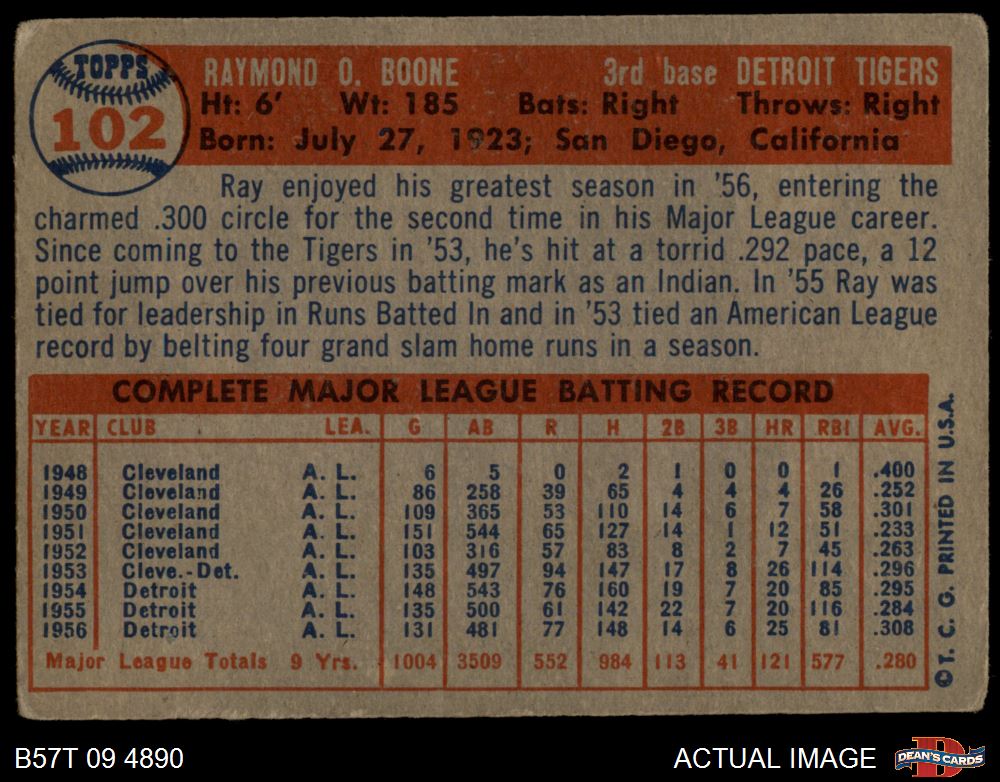 TOPPS
102
RAYMOND O. BOONE 3rd base DETROIT TIGERS
Ht: 6' Wt: 185 Bats: Right Throws: Right
Born: July 27, 1923; San Diego, California
Ray enjoyed his greatest season in '56, entering the
charmed .300 circle for the second time in his Major League career.
Since coming to the Tigers in '53, he's hit at a torrid .292 pace, a 12
point jump over his previous batting mark as an Indian. In '55 Ray was
tied for leadership in Runs Batted In and in '53 tied an American League
record by belting four grand slam home runs in a season.
COMPLETE MAJOR LEAGUE BATTING RECORD
YEAR CLUB LEA. G AB R H 2B 3B HR RBI AVG.
1948 Cleveland A. L. 6 5 0 2 1 0 0 1 .400
1949 Cleveland A. L. 86 258 39 65 4 4 4 26 .252
1950 Cleveland A. L. 109 365 53 110 14 6 7 58 .301
1951 Cleveland A. L. 151 544 65 127 14 1 12 51 .233
1952 Cleveland A. L. 103 316 57 83 8 2 7 45 .263
1953 Cleve.-Det. A. L. 135 497 94 147 17 8 26 114 .296
1954 Detroit A. L. 148 543 76 160 19 7 20 85 .295
1955 Detroit A. L. 135 500 61 142 22 7 20 116 .284
1956 Detroit A. L. 131 481 77 148 14 6 25 81 .308
Major League Totals 9 Yrs. 1004 3509 552 984 113 41 121 577 .280
©T. C. G. PRINTED IN U.S.A.
B57T 09 4890 ACTUAL IMAGE DEAN'S CARDS